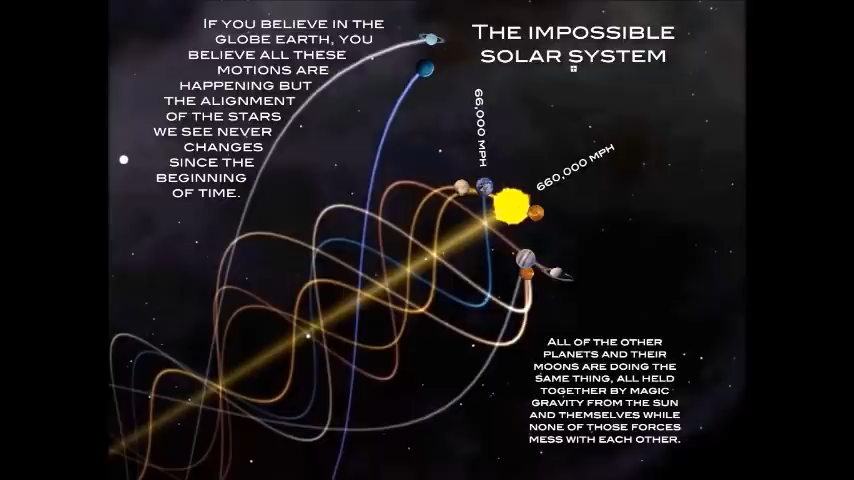 IF YOU BELIEVE IN THE
GLOBE EARTH, YOU
BELIEVE ALL THESE
MOTIONS ARE
HAPPENING BUT
THE ALIGNMENT
OF THE STARS
WE SEE NEVER
CHANGES
SINCE THE
BEGINNING
OF TIME.
THE IMPOSSIBLE
SOLAR SYSTEM
66,000 MPH
660,000 MPH
ALL OF THE OTHER
PLANETS AND THEIR
MOONS ARE DOING THE
SAME THING, ALL HELD
TOGETHER BY MAGIC
GRAVITY FROM THE SUN
AND THEMSELVES WHILE
NONE OF THOSE FORCES
MESS WITH EACH OTHER.